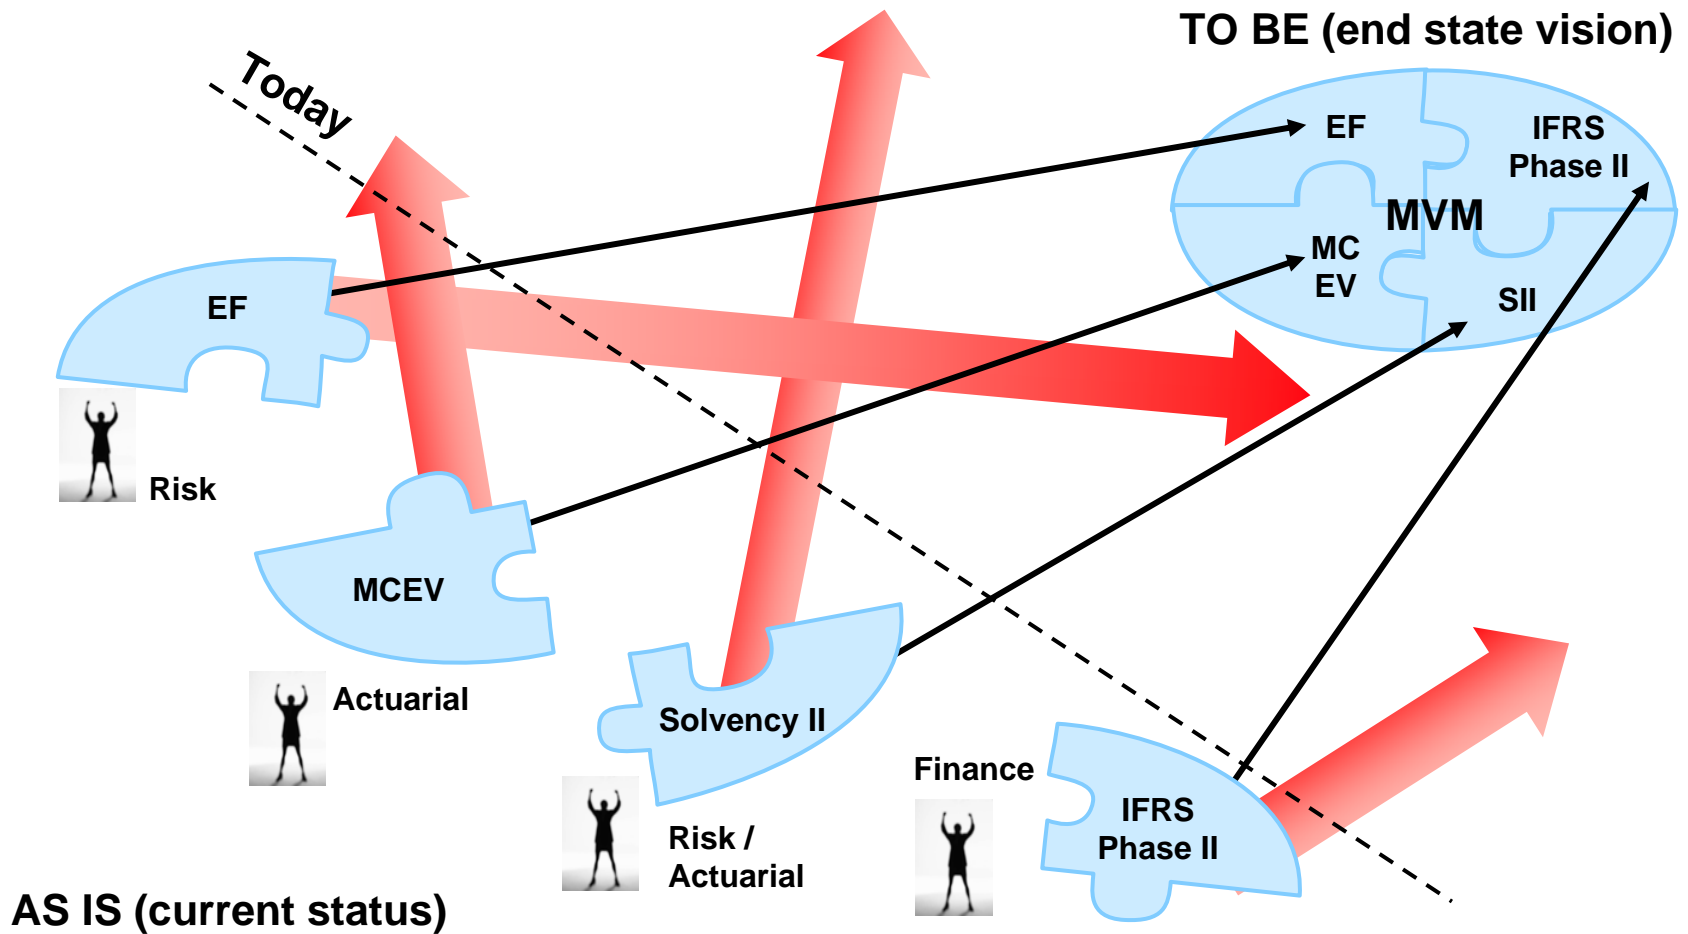 TO BE (end state vision)
Today
EF
IFRS
Phase II
MVM
MC
EV
SII
EF
Risk
MCEV
Actuarial
Solvency II
Risk /
Actuarial
Finance
IFRS
Phase II
AS IS (current status)